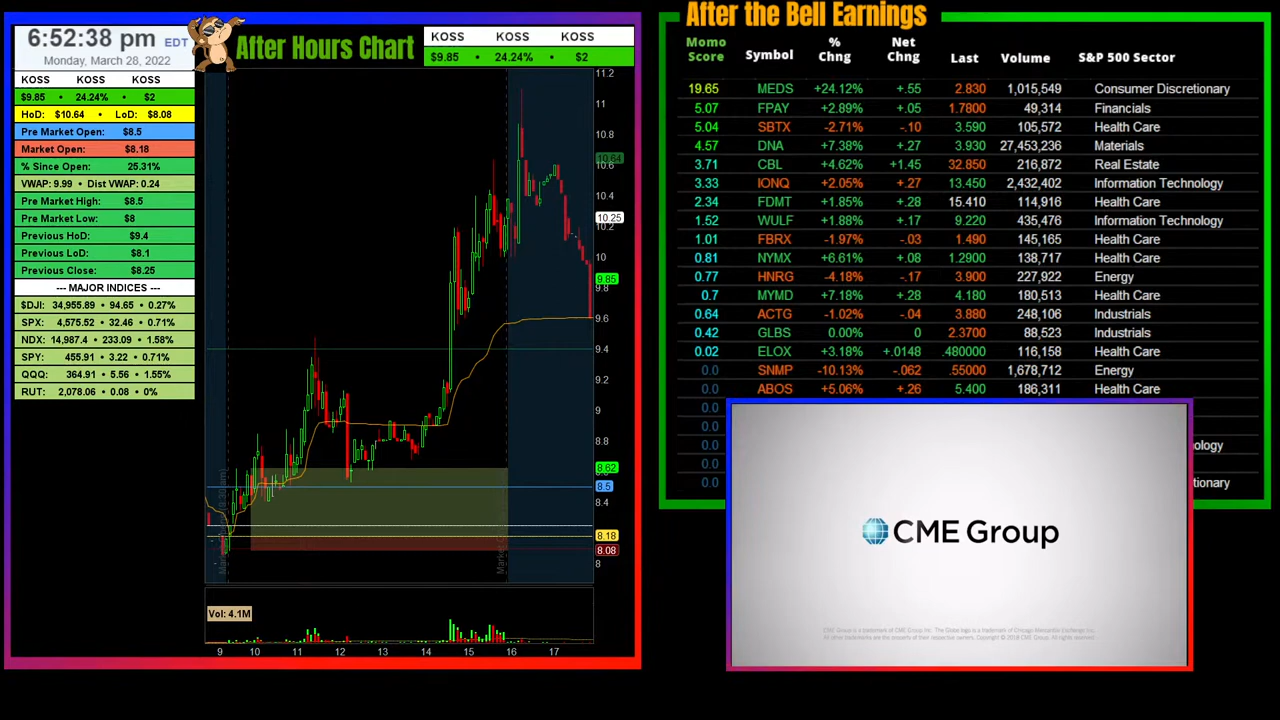 6:52:38 pm EDT
Monday, March 28, 2022
After Hours Chart
KOSS KOSS KOSS
$9.85 • 24.24% • $2
KOSS KOSS KOSS
$9.85 • 24.24% • $2
HoD: $10.64 • LoD: $8.08
Pre Market Open: $8.5
Market Open: $8.18
% Since Open: 25.31%
VWAP: 9.99 • Dist VWAP: 0.24
Pre Market High: $8.5
Pre Market Low: $8
Previous HoD: $9.4
Previous LoD: $8.1
Previous Close: $8.25
--- MAJOR INDICES ---
$DJI: 34,955.89 • 94.65 • 0.27%
SPX: 4,575.52 • 32.46 • 0.71%
NDX: 14,987.4 • 233.09 • 1.58%
SPY: 455.91 • 3.22 • 0.71%
QQQ: 364.91 • 5.56 • 1.55%
RUT: 2,078.06 • 0.08 • 0%
11.2
11
10.8
10.64
10.6
10.4
10.25
10.2
10
9.85
9.8
9.6
9.4
9.2
9
8.8
8.62
8.5
8.4
8.18
8.08
8
Vol: 4.1M
9 10 11 12 13 14 15 16 17
After the Bell Earnings
Momo Score Symbol % Chng Net Chng Last Volume S&P 500 Sector
19.65 MEDS +24.12% +.55 2.830 1,015,549 Consumer Discretionary
5.07 FPAY +2.89% +.05 1.7800 49,314 Financials
5.04 SBTX -2.71% -.10 3.590 105,572 Health Care
4.57 DNA +7.38% +.27 3.930 27,453,236 Materials
3.71 CBL +4.62% +1.45 32.850 216,672 Real Estate
3.33 IONQ +2.05% +.27 13.450 2,432,402 Information Technology
2.34 FDMT +1.85% +.28 15.410 114,916 Health Care
1.52 WULF +1.88% +.17 9.220 435,476 Information Technology
1.01 FBRX -1.97% -.03 1.490 145,165 Health Care
0.81 NYMX +6.61% +.08 1.2900 138,717 Health Care
0.77 HNRG -4.18% -.17 3.900 227,922 Energy
0.7 MYMD +7.18% +.28 4.180 180,513 Health Care
0.64 ACTG -1.02% -.04 3.880 248,106 Industrials
0.42 GLBS 0.00% 0 2.3700 88,523 Industrials
0.02 ELOX +3.18% +.0148 .480000 116,158 Health Care
0.0 SNMP -10.13% -.062 .55000 1,678,712 Energy
0.0 ABOS +5.06% +.26 5.400 186,311 Health Care
0.0
0.0 ology
0.0
0.0 tionary
CME Group